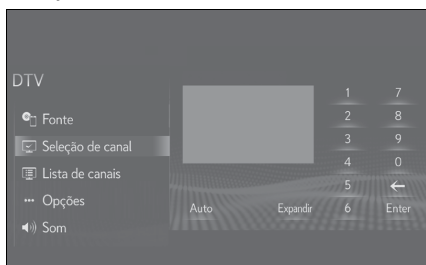 DTV
Fonte
Seleção de canal
Lista de canais
Opções
Som
Auto
Expandir
1 7
2 8
3 9
4 0
5 ←
6 Enter